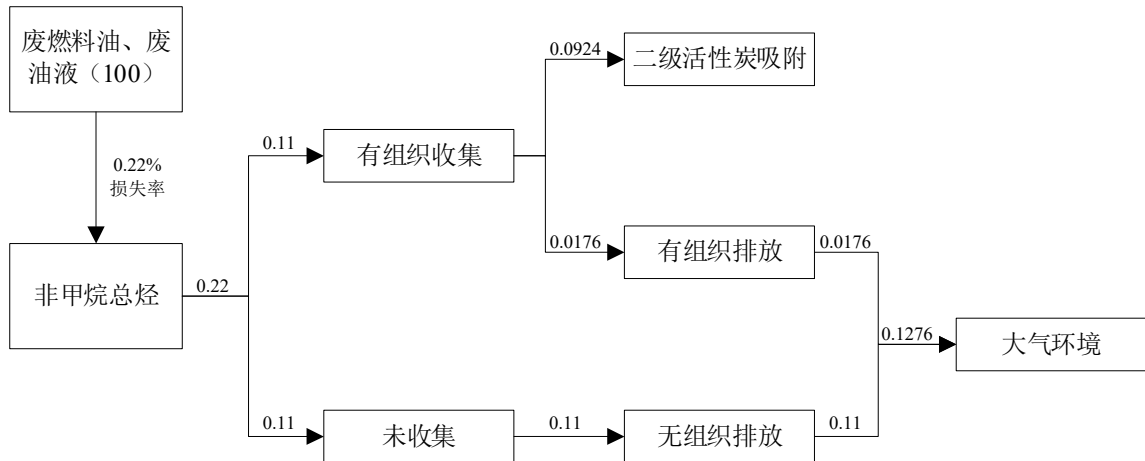 废燃料油、废
油液（100）
0.22%
损失率
非甲烷总烃
0.22
0.11
有组织收集
0.0924
二级活性炭吸附
0.0176
有组织排放
0.0176
0.11
未收集
0.11
无组织排放
0.11
0.1276
大气环境